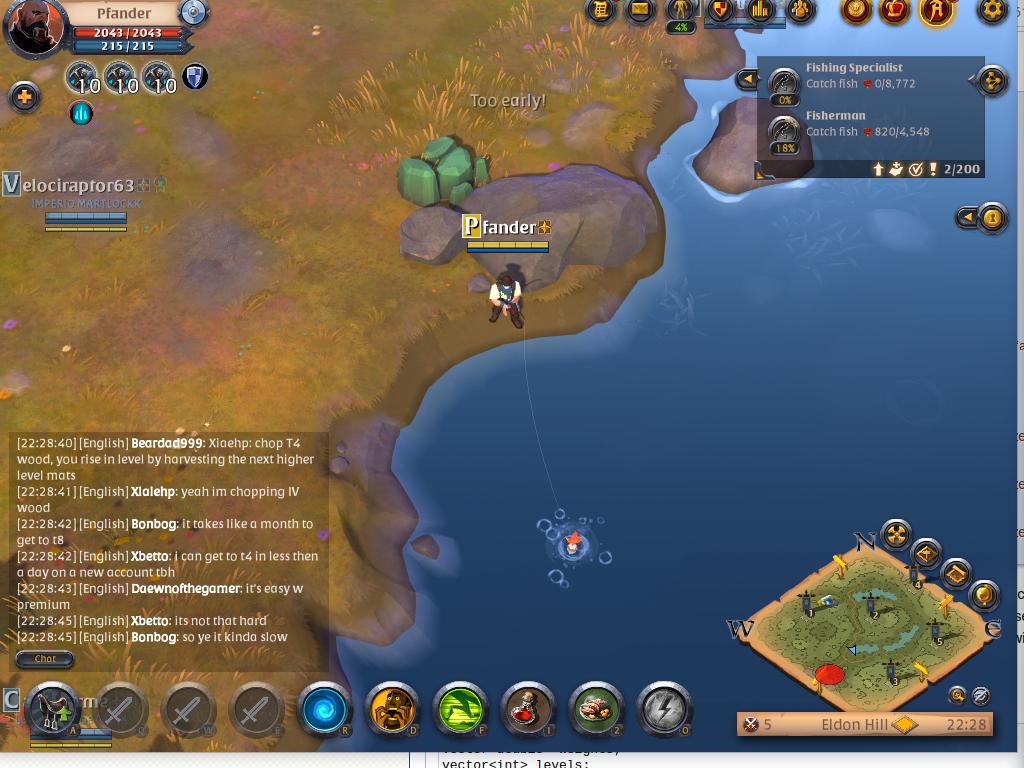 Pfander
2043/2043
215/215
10
10
10
4%
Too early!
Fishing Specialist
Catch fish 0/8,772
0%
Fisherman
Catch fish 820/4,548
18%
2/200
Velociraptor63
IMPERIO MARTLOCKK
Pfander
[22:28:40][English] Beardad999: Xiaehp: chop T4
wood, you rise in level by harvesting the next higher
level mats
[22:28:41][English] Xiaiehp: yeah im chopping IV
wood
[22:28:42][English] Bonbog: it takes like a month to
get to t8
[22:28:42][English] Xbetto: i can get to t4 in less then
a day on a new account tbh
[22:28:43][English] Daewnofthegamer: it's easy w
premium
[22:28:45][English] Xbetto: its not that hard
[22:28:45][English] Bonbog: so ye it kinda slow
Chat
A
Q
W
E
R
D
F
1
2
O
N
W
E
1
2
3
4
5
5
Eldon Hill
22:28
vector<int> levels;